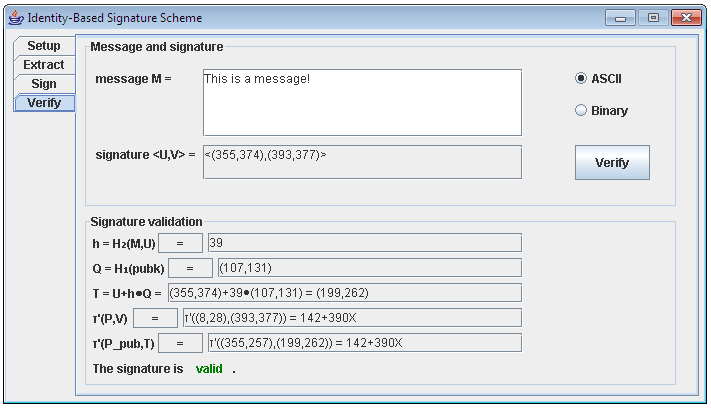 Identity-Based Signature Scheme
Setup
Extract
Sign
Verify
Message and signature
message M =
This is a message!
ASCII
Binary
signature <U,V> =
<(355,374),(393,377)>
Verify
Signature validation
h = H₂(M,U) = 39
Q = H₁(pubk) = (107,131)
T = U+h●Q = (355,374)+39●(107,131) = (199,262)
τ'(P,V) = τ'((8,28),(393,377)) = 142+390X
τ'(P_pub,T) = τ'((355,257),(199,262)) = 142+390X
The signature is valid .